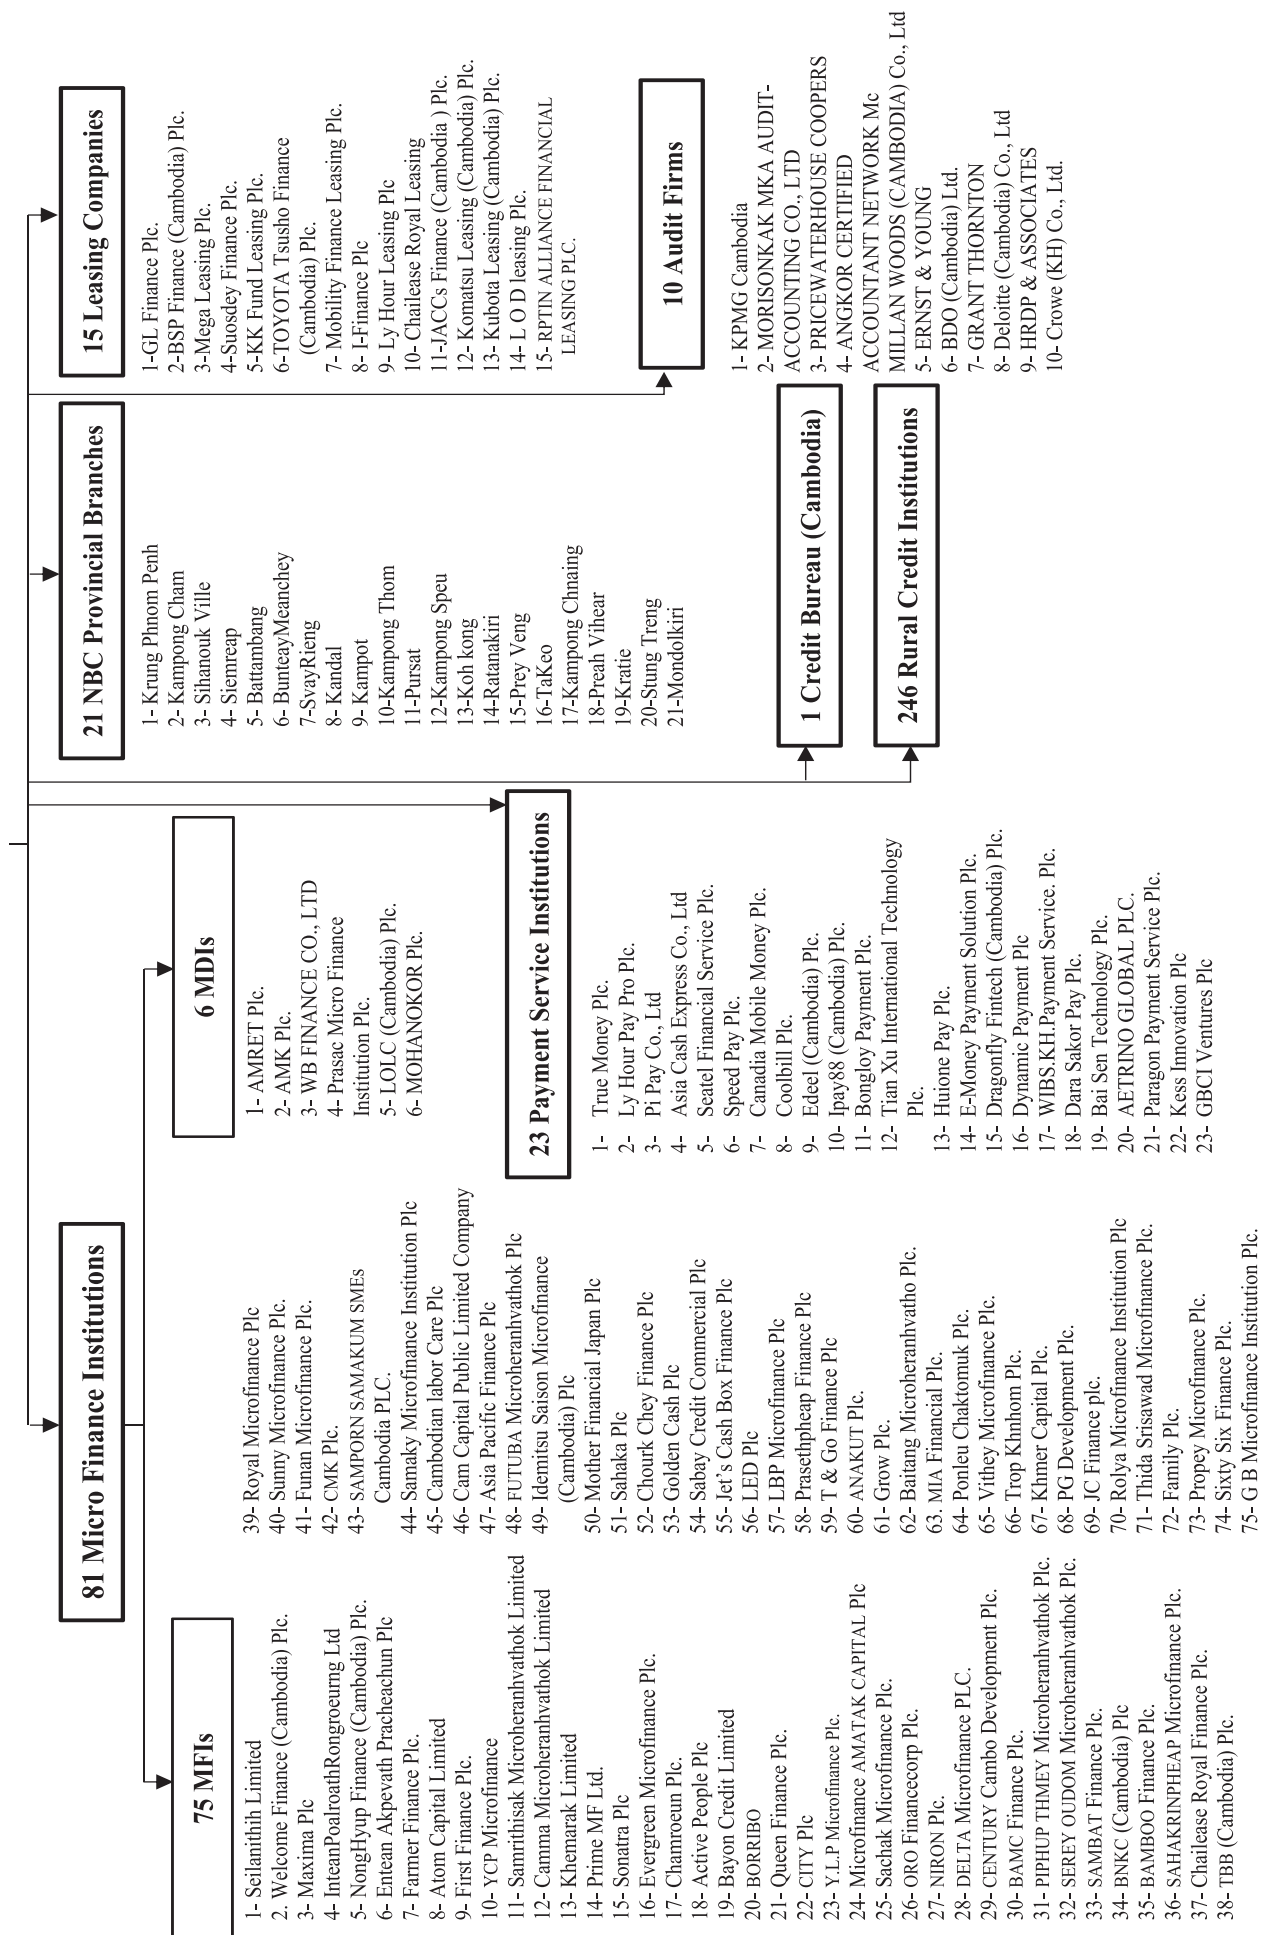 81 Micro Finance Institutions
75 MFIs
1- Seilanithih Limited
2. Welcome Finance (Cambodia) Plc.
3- Maxima Plc
4- InteanPoalroathRongroeurng Ltd
5- NongHyup Finance (Cambodia) Plc.
6- Entean Akpevath Pracheachun Plc
7- Farmer Finance Plc.
8- Atom Capital Limited
9- First Finance Plc.
10- YCP Microfinance
11- Samrithisak Microheranhvathok Limited
12- Camma Microheranhvathok Limited
13- Khemarak Limited
14- Prime MF Ltd.
15- Sonatra Plc
16- Evergreen Microfinance Plc.
17- Chamroeun Plc.
18- Active People Plc
19- Bayon Credit Limited
20- BORRIBO
21- Queen Finance Plc.
22- CITY Plc
23- Y.L.P Microfinance Plc.
24- Microfinance AMATAK CAPITAL Plc
25- Sachak Microfinance Plc.
26- ORO Financecorp Plc.
27- NIRON Plc.
28- DELTA Microfinance PLC.
29- CENTURY Cambo Development Plc.
30- BAMC Finance Plc.
31- PIPHUP THMEY Microheranhvathok Plc.
32- SEREY OUDOM Microheranhvathok Plc.
33- SAMBAT Finance Plc.
34- BNKC (Cambodia) Plc
35- BAMBOO Finance Plc.
36- SAHAKRINPHEAP Microfinance Plc.
37- Chailease Royal Finance Plc.
38- TBB (Cambodia) Plc.
39- Royal Microfinance Plc
40- Sunny Microfinance Plc.
41- Funan Microfinance Plc.
42- CMK Plc.
43- SAMPORN SAMAKUM SMEs
Cambodia PLC.
44- Samaky Microfinance Institution Plc
45- Cambodian labor Care Plc
46- Cam Capital Public Limited Company
47- Asia Pacific Finance Plc
48-FUTUBA Microheranhvathok Plc
49- Idemitsu Saison Microfinance
(Cambodia) Plc
50- Mother Financial Japan Plc
51- Sahaka Plc
52- Chourk Chey Finance Plc
53- Golden Cash Plc
54- Sabay Credit Commercial Plc
55- Jet's Cash Box Finance Plc
56- LED Plc
57- LBP Microfinance Plc
58- Prasethpheap Finance Plc
59- T & Go Finance Plc
60- ANAKUT Plc.
61- Grow Plc.
62- Baitang Microheranhvatho Plc.
63. MIA Financial Plc.
64- Ponleu Chaktomuk Plc.
65- Vithey Microfinance Plc.
66- Trop Khnhom Plc.
67- Khmer Capital Plc.
68- PG Development Plc.
69- JC Finance plc.
70- Rolya Microfinance Institution Plc
71- Thida Srisawad Microfinance Plc.
72- Family Plc.
73-Propey Microfinance Plc.
74- Sixty Six Finance Plc.
75- G B Microfinance Institution Plc.
6 MDIs
1- AMRET Plc.
2- AMK Plc.
3- WB FINANCE CO., LTD
4- Prasac Micro Finance
Institution Plc.
5- LOLC (Cambodia) Plc.
6- MOHANOKOR Plc.
23 Payment Service Institutions
1- True Money Plc.
2- Ly Hour Pay Pro Plc.
3- Pi Pay Co., Ltd
4- Asia Cash Express Co., Ltd
5- Seatel Financial Service Plc.
6- Speed Pay Plc.
7- Canadia Mobile Money Plc.
8- Coolbill Plc.
9- Edeel (Cambodia) Plc.
10- Ipay88 (Cambodia) Plc.
11- Bongloy Payment Plc.
12- Tian Xu International Technology
Plc.
13- Huione Pay Plc.
14- E-Money Payment Solution Plc.
15- Dragonfly Fintech (Cambodia) Plc.
16- Dynamic Payment Plc
17- WIBS.KH.Payment Service. Plc.
18- Dara Sakor Pay Plc.
19- Bai Sen Technology Plc.
20- AETRINO GLOBAL PLC.
21- Paragon Payment Service Plc.
22- Kess Innovation Plc
23- GBCI Ventures Plc
21 NBC Provincial Branches
1- Krung Phnom Penh
2- Kampong Cham
3- Sihanouk Ville
4- Siemreap
5- Battambang
6- BunteayMeanchey
7-SvayRieng
8- Kandal
9- Kampot
10-Kampong Thom
11-Pursat
12-Kampong Speu
13-Koh kong
14-Ratanakiri
15-Prey Veng
16-TaKeo
17-Kampong Chnaing
18-Preah Vihear
19-Kratie
20-Stung Treng
21-Mondolkiri
1 Credit Bureau (Cambodia)
246 Rural Credit Institutions
15 Leasing Companies
1-GL Finance Plc.
2-BSP Finance (Cambodia) Plc.
3-Mega Leasing Plc.
4-Suosdey Finance Plc.
5-KK Fund Leasing Plc.
6-TOYOTA Tsusho Finance
(Cambodia) Plc.
7- Mobility Finance Leasing Plc.
8- I-Finance Plc
9- Ly Hour Leasing Plc
10- Chailease Royal Leasing
11-JACCs Finance (Cambodia ) Plc.
12- Komatsu Leasing (Cambodia) Plc.
13- Kubota Leasing (Cambodia) Plc.
14- L O D leasing Plc.
15- RPTIN ALLIANCE FINANCIAL
LEASING PLC.
10 Audit Firms
1- KPMG Cambodia
2- MORISONKAK MKA AUDIT-
ACCOUNTING CO., LTD
3- PRICEWATERHOUSE COOPERS
4- ANGKOR CERTIFIED
ACCOUNTANT NETWORK Mc
MILLAN WOODS (CAMBODIA) Co., Ltd
5- ERNST & YOUNG
6- BDO (Cambodia) Ltd.
7- GRANT THORNTON
8- Deloitte (Cambodia) Co., Ltd
9- HRDP & ASSOCIATES
10- Crowe (KH) Co., Ltd.